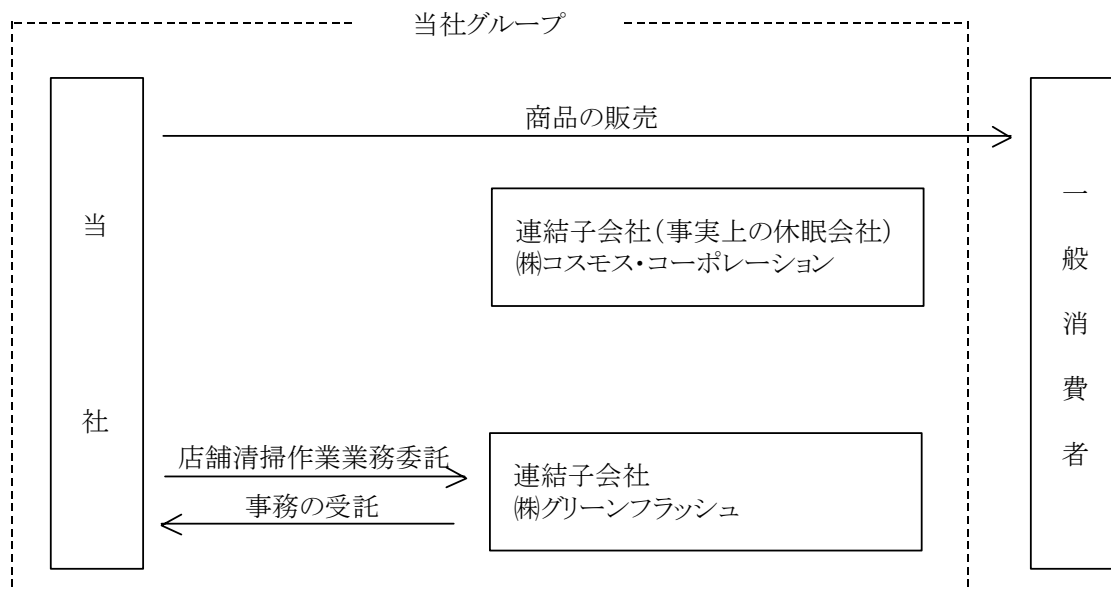 当社グループ
商品の販売
当社
連結子会社(事実上の休眠会社)
㈱コスモス・コーポレーション
一般消費者
店舗清掃作業業務委託
事務の受託
連結子会社
㈱グリーンフラッシュ